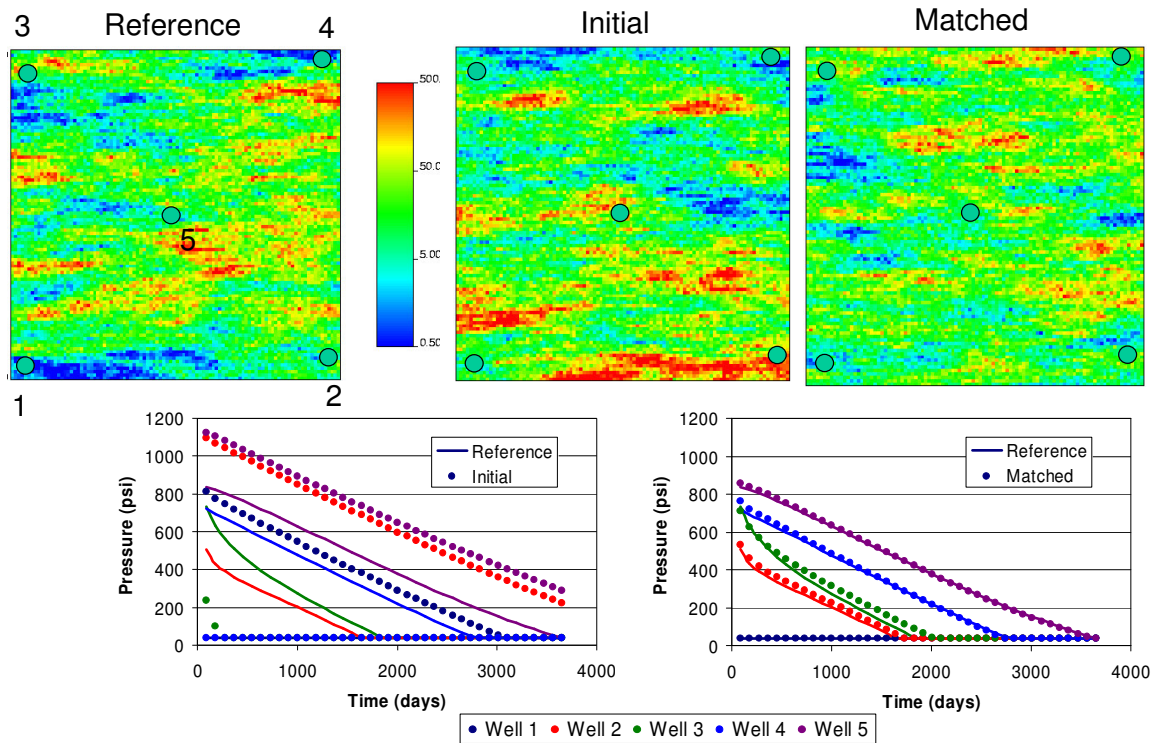 3 Reference 4
Initial
Matched
500.
50.0
5.00
0.50
5
1
2
1200
1000
800
600
400
200
0
Pressure (psi)
Reference
Initial
0 1000 2000 3000 4000
Time (days)
1200
1000
800
600
400
200
0
Pressure (psi)
Reference
Matched
0 1000 2000 3000 4000
Time (days)
Well 1 Well 2 Well 3 Well 4 Well 5